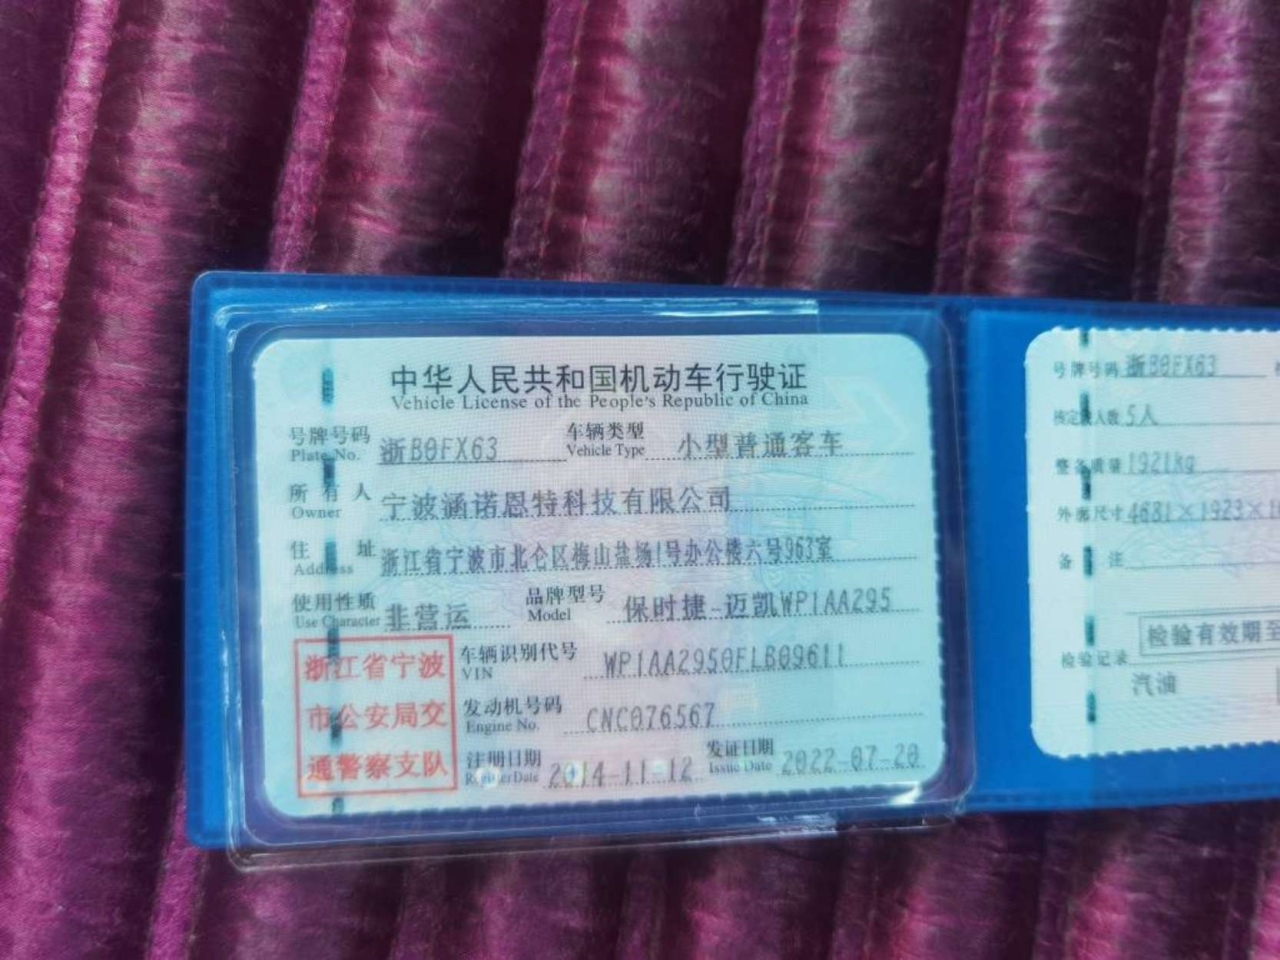 中华人民共和国机动车行驶证
Vehicle License of the People's Republic of China
号牌号码 浙B0FX63 车辆类型 小型普通客车
Plate No. Vehicle Type
所有人 宁波涵诺恩特科技有限公司
Owner
住址 浙江省宁波市北仑区梅山盐场1号办公楼六号963室
Address
使用性质 非营运 品牌型号 保时捷-迈凯WP1AA295
Use Character Model
浙江省宁波
市公安局交
通警察支队
车辆识别代号 WP1AA2950FLB09611
VIN
发动机号码 CNC076567
Engine No.
注册日期 2014-11-12 发证日期 2022-07-20
Register Date Issue Date
号牌号码 浙B0FX63
核定载人数 5人
整备质量 1921kg
外廓尺寸 4681×1923×1
备注
检验有效期至
检验记录
汽油